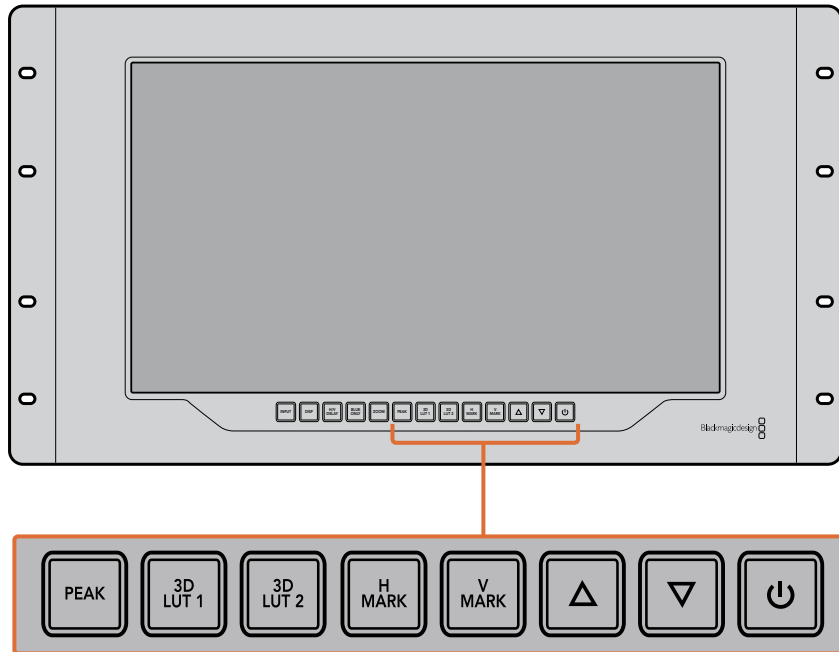 INPUT DISP H/V DELAY BLUE ONLY ZOOM PEAK 3D LUT 1 3D LUT 2 H MARK V MARK
Blackmagicdesign
PEAK
3D
LUT 1
3D
LUT 2
H
MARK
V
MARK